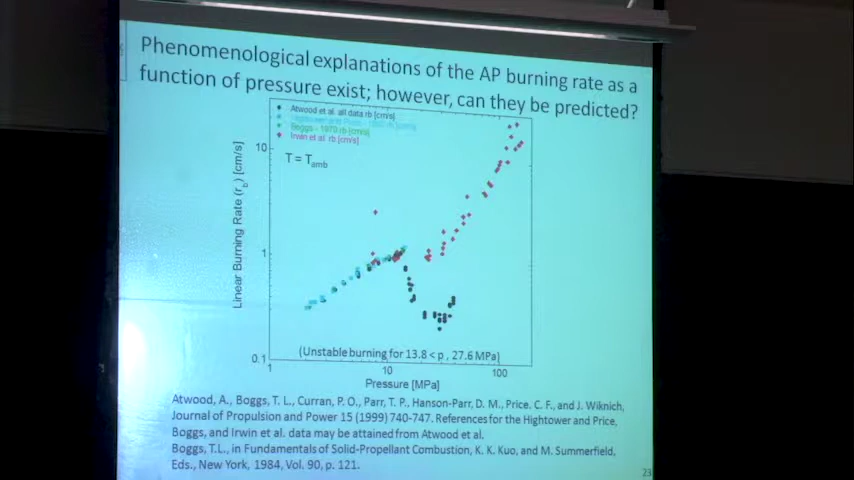 Phenomenological explanations of the AP burning rate as a
function of pressure exist; however, can they be predicted?
Atwood et al. all data rb [cm/s]
Boggs - 1970 rb [cm/s]
Irwin et al. rb [cm/s]
T = Tamb
10
1
0.1
Linear Burning Rate (rb) [cm/s]
(Unstable burning for 13.8 < p , 27.6 MPa)
1
10
100
Pressure [MPa]
Atwood, A., Boggs, T. L., Curran, P. O., Parr, T. P., Hanson-Parr, D. M., Price. C. F., and J. Wiknich,
Journal of Propulsion and Power 15 (1999) 740-747. References for the Hightower and Price,
Boggs, and Irwin et al. data may be attained from Atwood et al.
Boggs, T.L., in Fundamentals of Solid-Propellant Combustion, K. K. Kuo, and M. Summerfield,
Eds., New York, 1984, Vol. 90, p. 121.
23